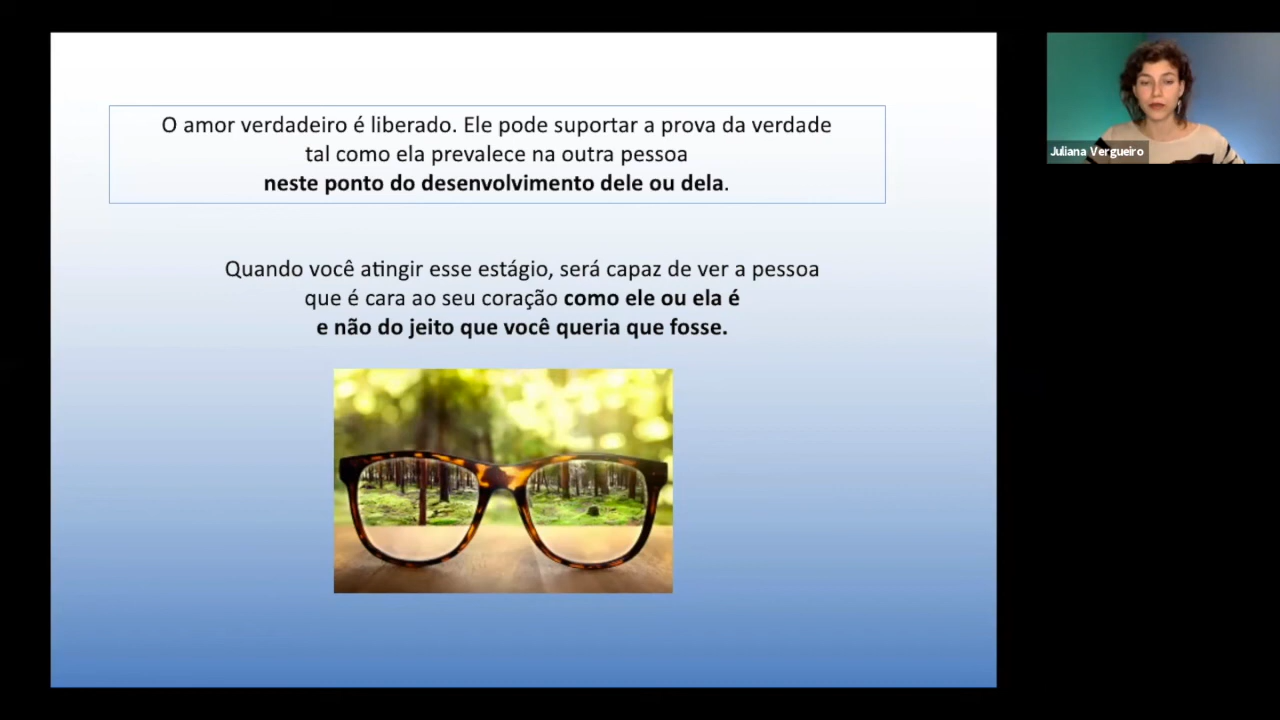 O amor verdadeiro é liberado. Ele pode suportar a prova da verdade
tal como ela prevalece na outra pessoa
neste ponto do desenvolvimento dele ou dela.
Quando você atingir esse estágio, será capaz de ver a pessoa
que é cara ao seu coração como ele ou ela é
e não do jeito que você queria que fosse.
Juliana Vergueiro